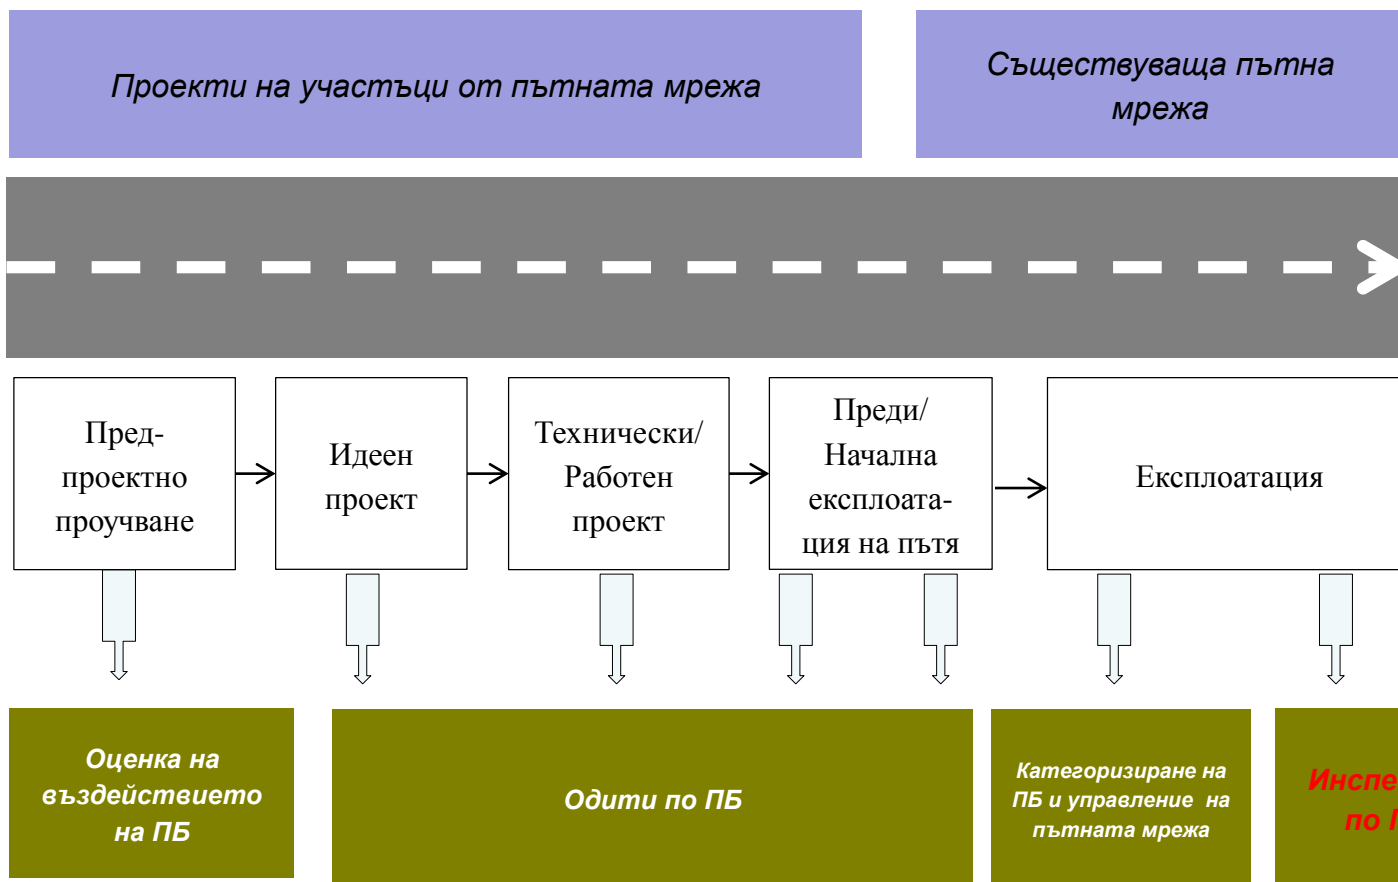 Проекти на участъци от пътната мрежа
Съществуваща пътна
мрежа
Пред-
проектно
проучване
Идеен
проект
Технически/
Работен
проект
Преди/
Начална
експлоата-
ция на пътя
Експлоатация
Оценка на
въздействието
на ПБ
Одити по ПБ
Категоризиране на
ПБ и управление на
пътната мрежа
по